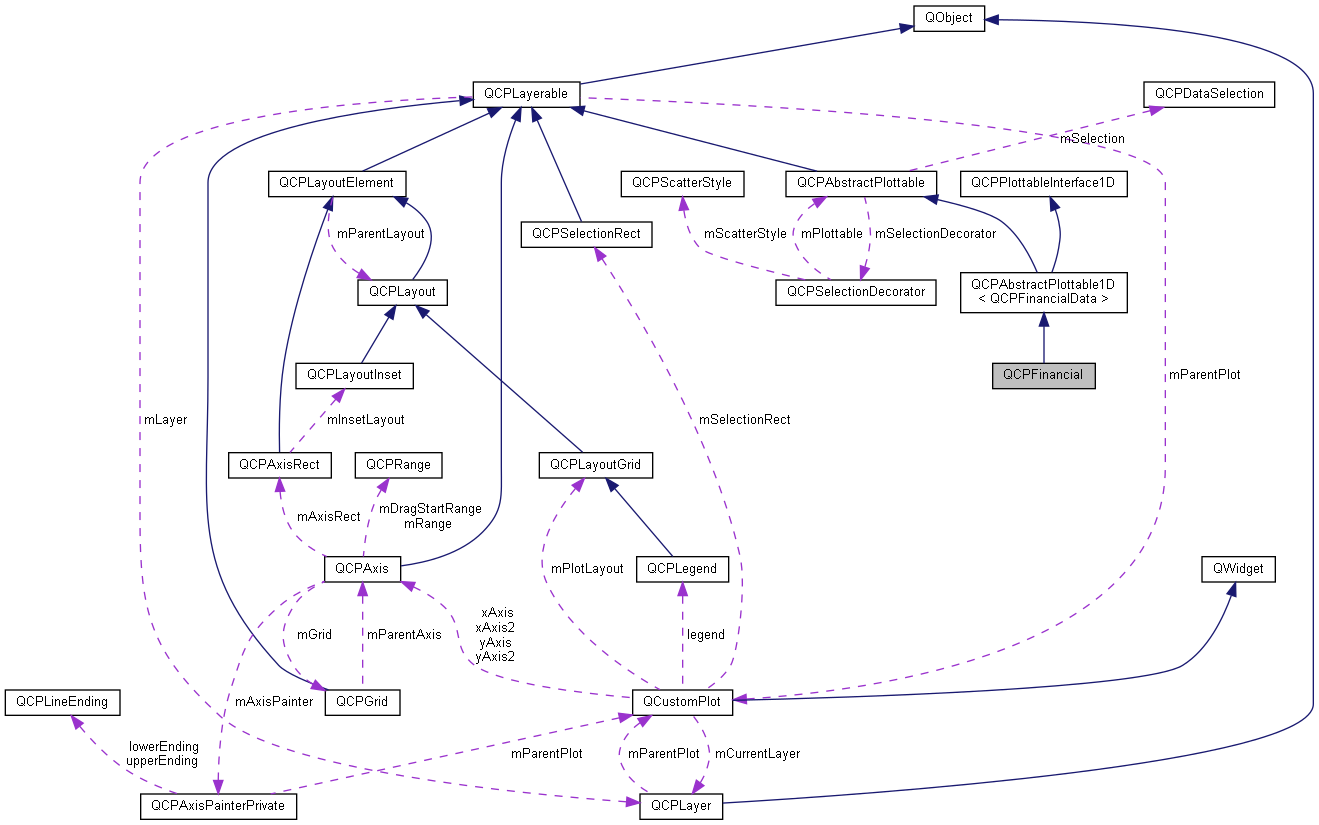 QObject
QCPLayerable
QCPDataSelection
mSelection
QCPLayoutElement
QCPScatterStyle
QCPAbstractPlottable
QCPPlottableInterface1D
mParentLayout
QCPSelectionRect
mScatterStyle
mPlottable
mSelectionDecorator
QCPLayout
QCPSelectionDecorator
QCPAbstractPlottable1D
< QCPFinancialData >
QCPLayoutInset
QCPFinancial
mParentPlot
mLayer
mInsetLayout
mSelectionRect
QCPAxisRect
QCPRange
QCPLayoutGrid
mAxisRect
mDragStartRange
mRange
QCPAxis
mPlotLayout
QCPLegend
QWidget
xAxis
xAxis2
yAxis
yAxis2
mGrid
mParentAxis
legend
QCPLineEnding
mAxisPainter
QCPGrid
QCustomPlot
lowerEnding
upperEnding
mParentPlot
mParentPlot
mCurrentLayer
QCPAxisPainterPrivate
QCPLayer